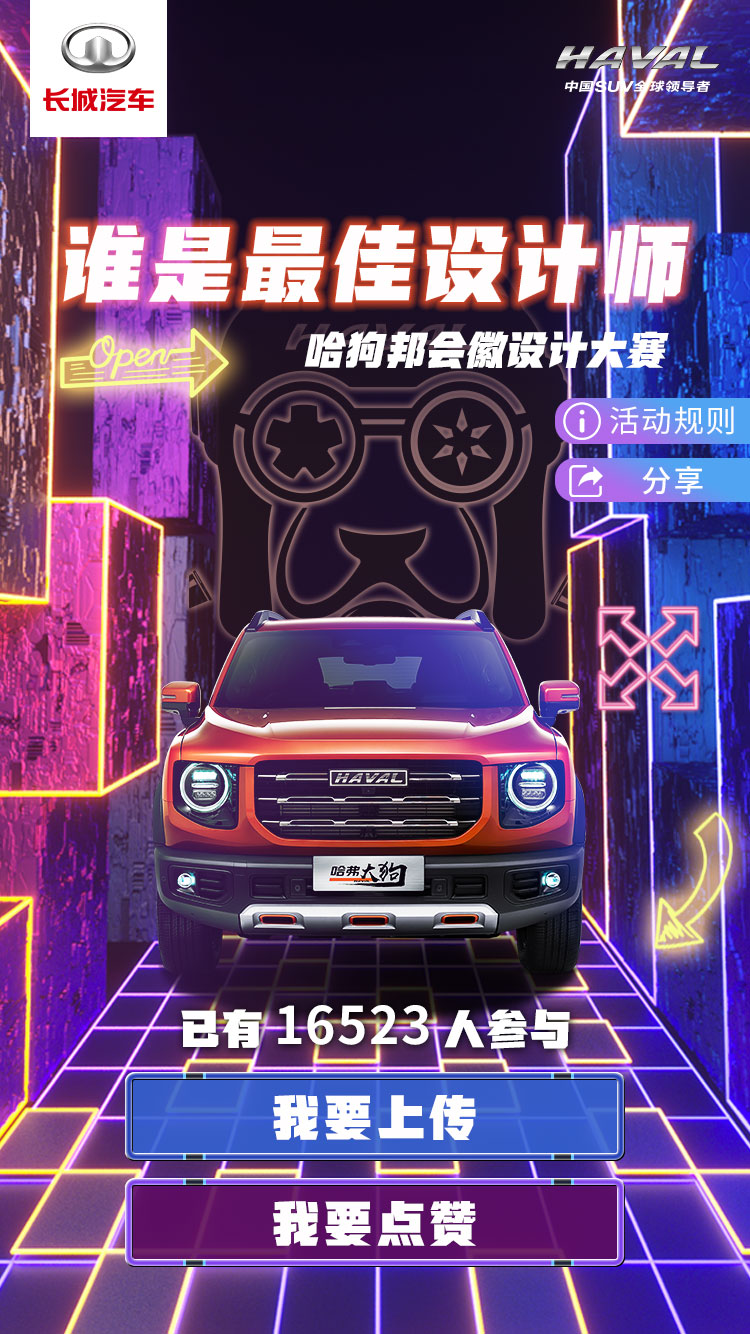 长城汽车
HAVAL
中国SUV全球领导者
谁是最佳设计师
Open
HAVAL
哈狗邦会徽设计大赛
活动规则
分享
HAVAL
哈弗大狗
已有 16523 人参与
我要上传
我要点赞